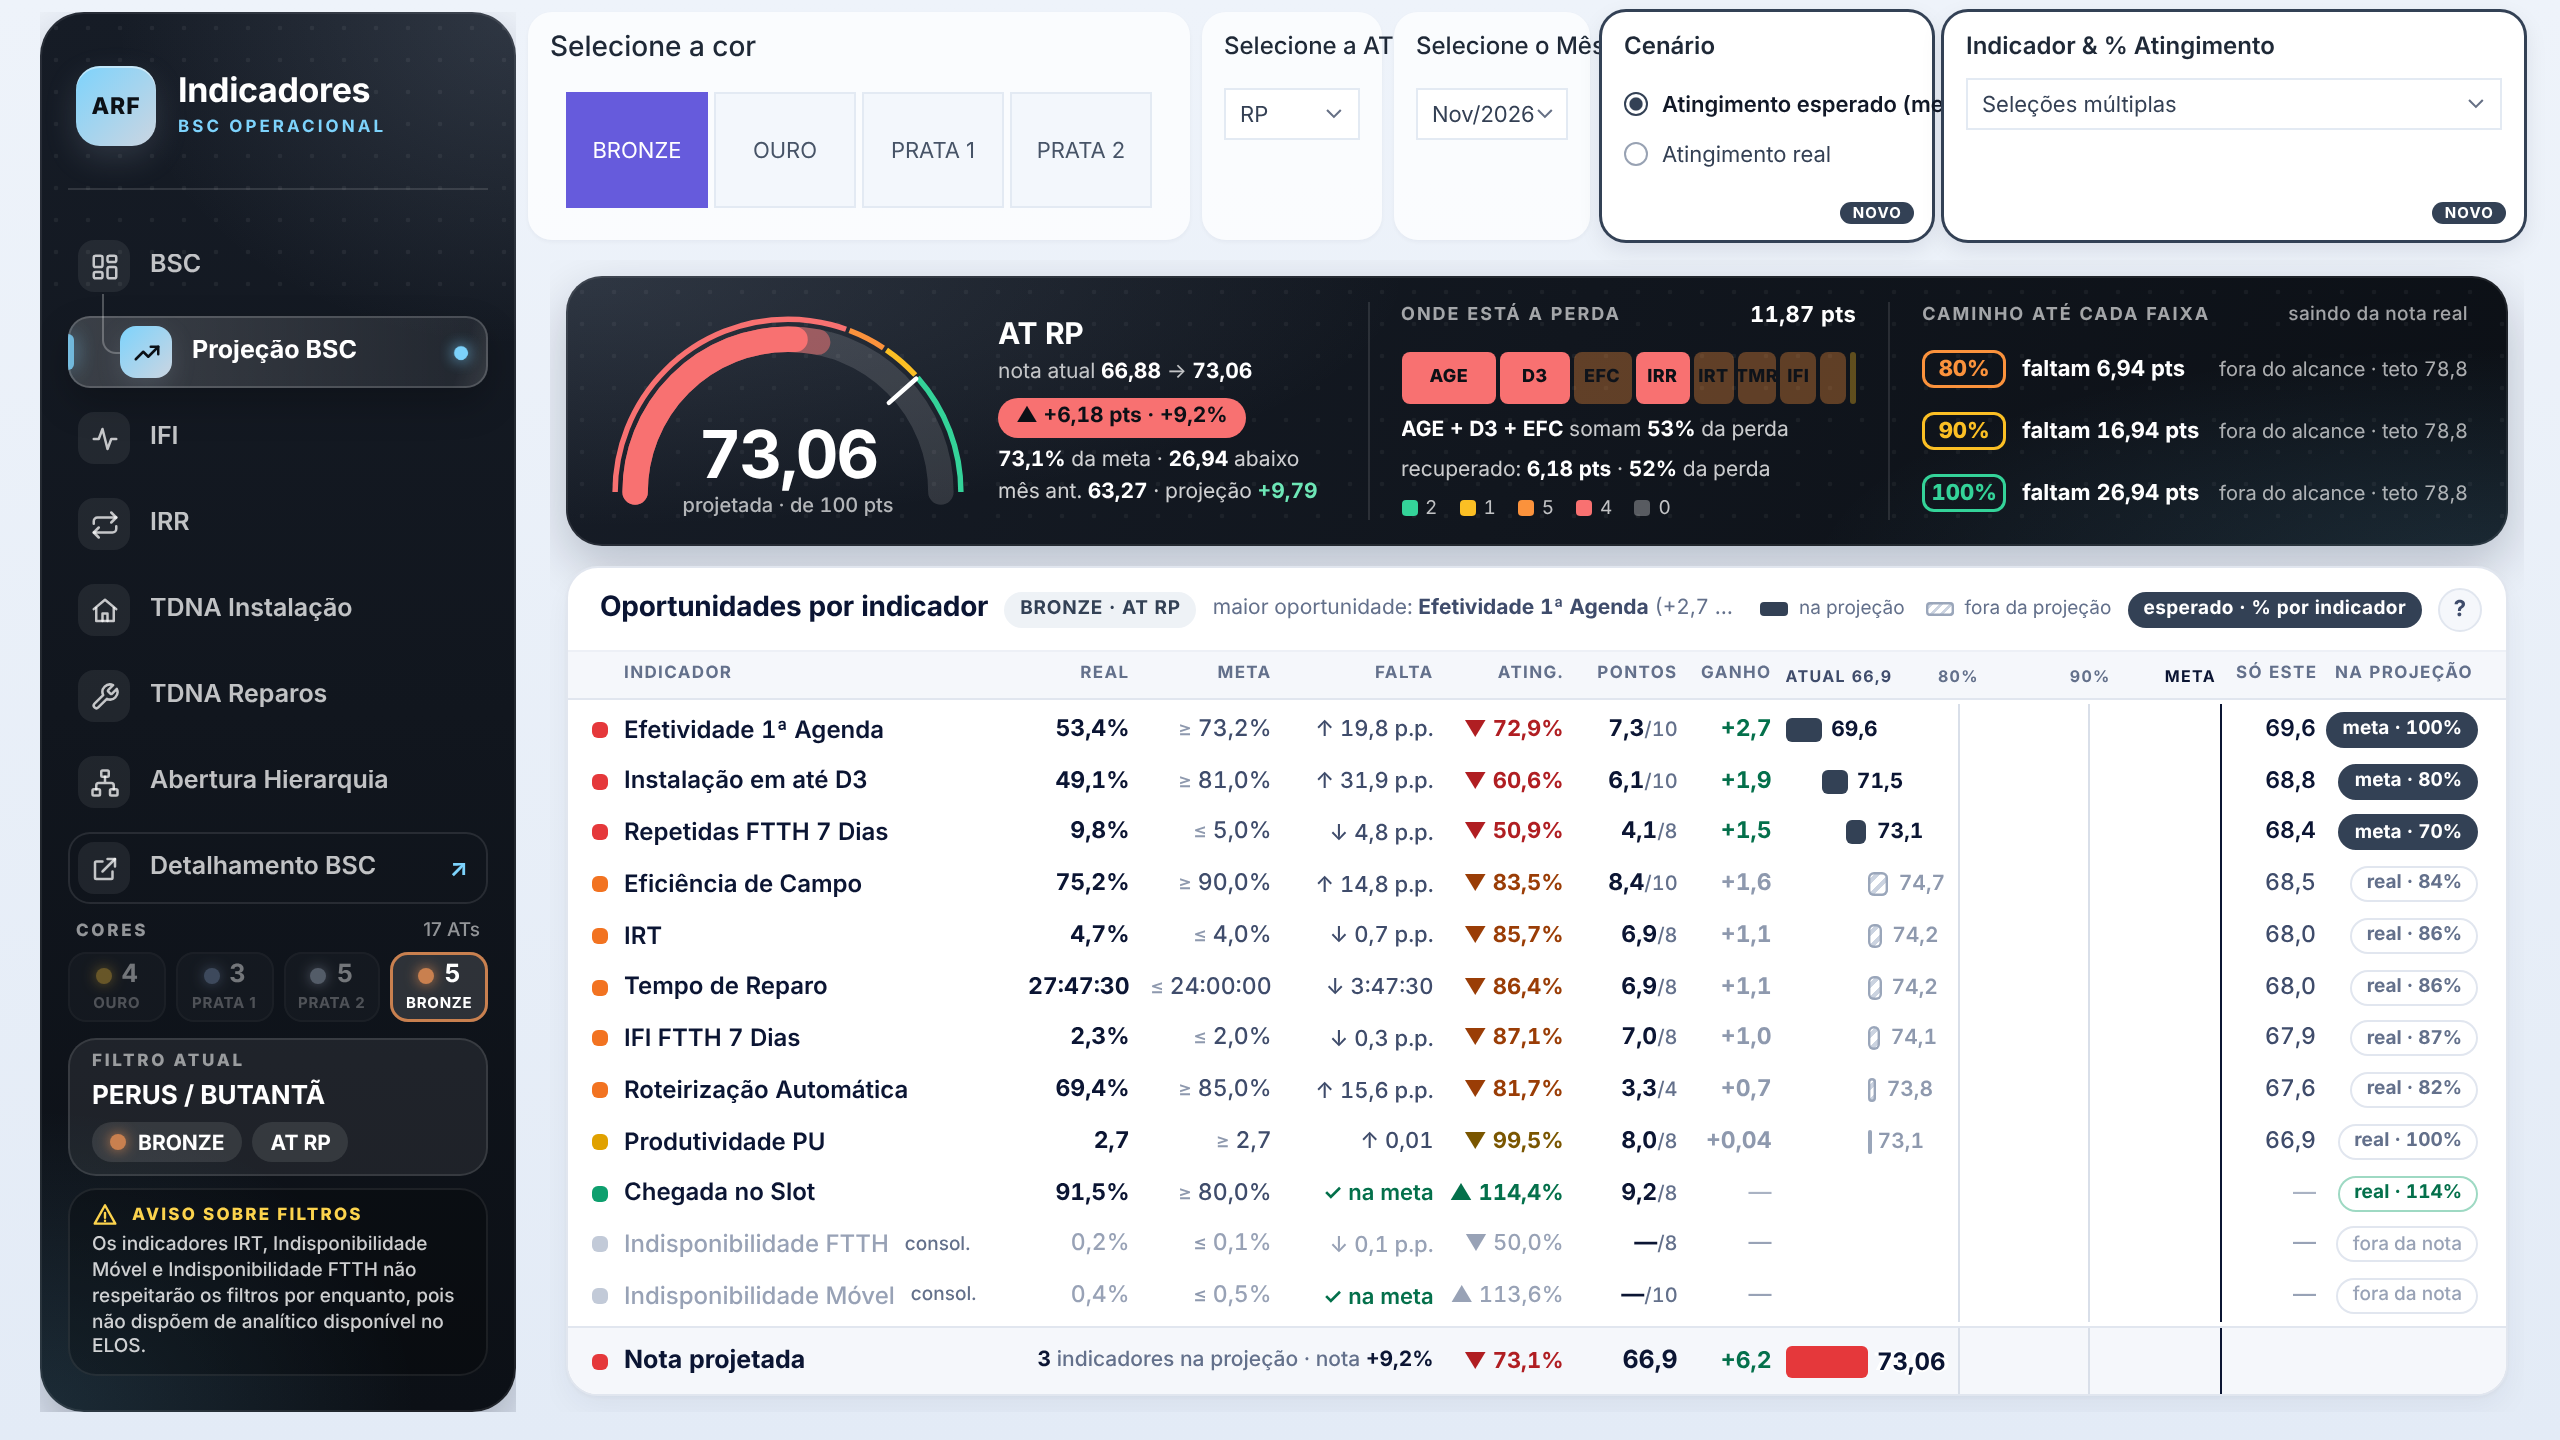 ARF
Indicadores
BSC OPERACIONAL
BSC
Projeção BSC
IFI
IRR
TDNA Instalação
TDNA Reparos
Abertura Hierarquia
Detalhamento BSC
CORES 17 ATs
4 3 5 5
OURO PRATA 1 PRATA 2 BRONZE
FILTRO ATUAL
PERUS / BUTANTÃ
BRONZE AT RP
AVISO SOBRE FILTROS
Os indicadores IRT, Indisponibilidade
Móvel e Indisponibilidade FTTH não
respeitarão os filtros por enquanto, pois
não dispõem de analítico disponível no
ELOS.
Selecione a cor
BRONZE OURO PRATA 1 PRATA 2
Selecione a AT
RP
Selecione o Mês
Nov/2026
Cenário
Atingimento esperado (me
Atingimento real
NOVO
Indicador & % Atingimento
Seleções múltiplas
NOVO
73,06
projetada · de 100 pts
AT RP
nota atual 66,88 → 73,06
▲ +6,18 pts · +9,2%
73,1% da meta · 26,94 abaixo
mês ant. 63,27 · projeção +9,79
ONDE ESTÁ A PERDA 11,87 pts
AGE D3 EFC IRR IRT TMR IFI
AGE + D3 + EFC somam 53% da perda
recuperado: 6,18 pts · 52% da perda
2 1 5 4 0
CAMINHO ATÉ CADA FAIXA saindo da nota real
80% faltam 6,94 pts fora do alcance · teto 78,8
90% faltam 16,94 pts fora do alcance · teto 78,8
100% faltam 26,94 pts fora do alcance · teto 78,8
Oportunidades por indicador BRONZE · AT RP maior oportunidade: Efetividade 1ª Agenda (+2,7 ... na projeção fora da projeção esperado · % por indicador ?
INDICADOR REAL META FALTA ATING. PONTOS GANHO ATUAL 66,9 80% 90% META SÓ ESTE NA PROJEÇÃO
Efetividade 1ª Agenda 53,4% ≥ 73,2% ↑ 19,8 p.p. ▼ 72,9% 7,3/10 +2,7 69,6 69,6 meta · 100%
Instalação em até D3 49,1% ≥ 81,0% ↑ 31,9 p.p. ▼ 60,6% 6,1/10 +1,9 71,5 68,8 meta · 80%
Repetidas FTTH 7 Dias 9,8% ≤ 5,0% ↓ 4,8 p.p. ▼ 50,9% 4,1/8 +1,5 73,1 68,4 meta · 70%
Eficiência de Campo 75,2% ≥ 90,0% ↑ 14,8 p.p. ▼ 83,5% 8,4/10 +1,6 74,7 68,5 real · 84%
IRT 4,7% ≤ 4,0% ↓ 0,7 p.p. ▼ 85,7% 6,9/8 +1,1 74,2 68,0 real · 86%
Tempo de Reparo 27:47:30 ≤ 24:00:00 ↓ 3:47:30 ▼ 86,4% 6,9/8 +1,1 74,2 68,0 real · 86%
IFI FTTH 7 Dias 2,3% ≤ 2,0% ↓ 0,3 p.p. ▼ 87,1% 7,0/8 +1,0 74,1 67,9 real · 87%
Roteirização Automática 69,4% ≥ 85,0% ↑ 15,6 p.p. ▼ 81,7% 3,3/4 +0,7 73,8 67,6 real · 82%
Produtividade PU 2,7 ≥ 2,7 ↑ 0,01 ▼ 99,5% 8,0/8 +0,04 73,1 66,9 real · 100%
Chegada no Slot 91,5% ≥ 80,0% ✓ na meta ▲ 114,4% 9,2/8 — — real · 114%
Indisponibilidade FTTH consol. 0,2% ≤ 0,1% ↓ 0,1 p.p. ▼ 50,0% —/8 — — fora da nota
Indisponibilidade Móvel consol. 0,4% ≤ 0,5% ✓ na meta ▲ 113,6% —/10 — — fora da nota
Nota projetada 3 indicadores na projeção · nota +9,2% ▼ 73,1% 66,9 +6,2 73,06